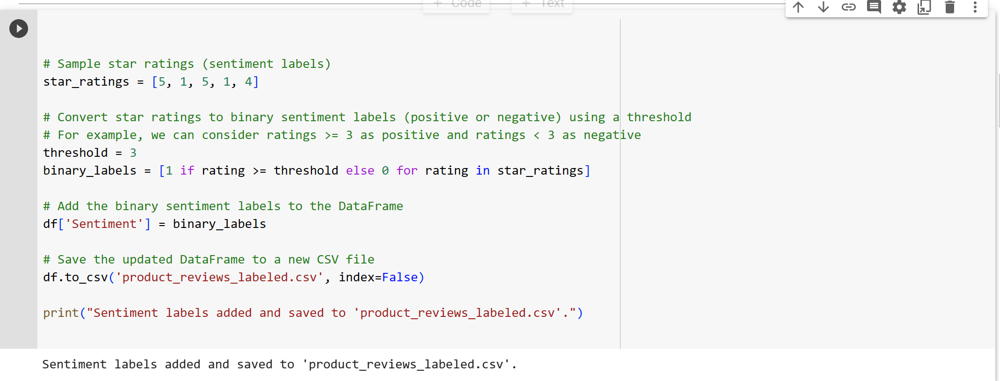 + Code + Text
# Sample star ratings (sentiment labels)
star_ratings = [5, 1, 5, 1, 4]
# Convert star ratings to binary sentiment labels (positive or negative) using a threshold
# For example, we can consider ratings >= 3 as positive and ratings < 3 as negative
threshold = 3
binary_labels = [1 if rating >= threshold else 0 for rating in star_ratings]
# Add the binary sentiment labels to the DataFrame
df['Sentiment'] = binary_labels
# Save the updated DataFrame to a new CSV file
df.to_csv('product_reviews_labeled.csv', index=False)
print("Sentiment labels added and saved to 'product_reviews_labeled.csv'.")
Sentiment labels added and saved to 'product_reviews_labeled.csv'.